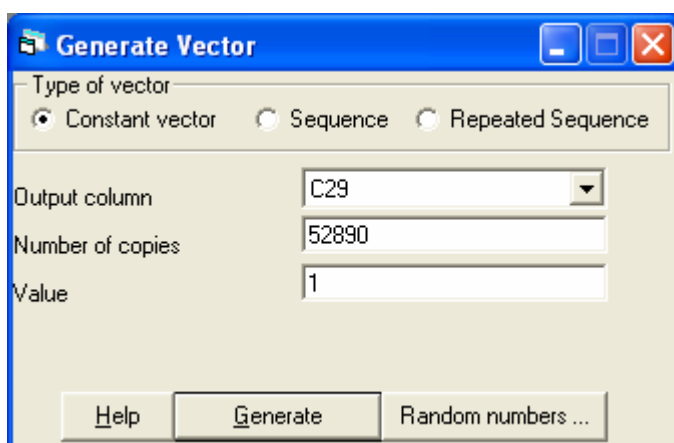 Generate Vector
Type of vector
Constant vector Sequence Repeated Sequence
Output column C29
Number of copies 52890
Value 1
Help Generate Random numbers ...